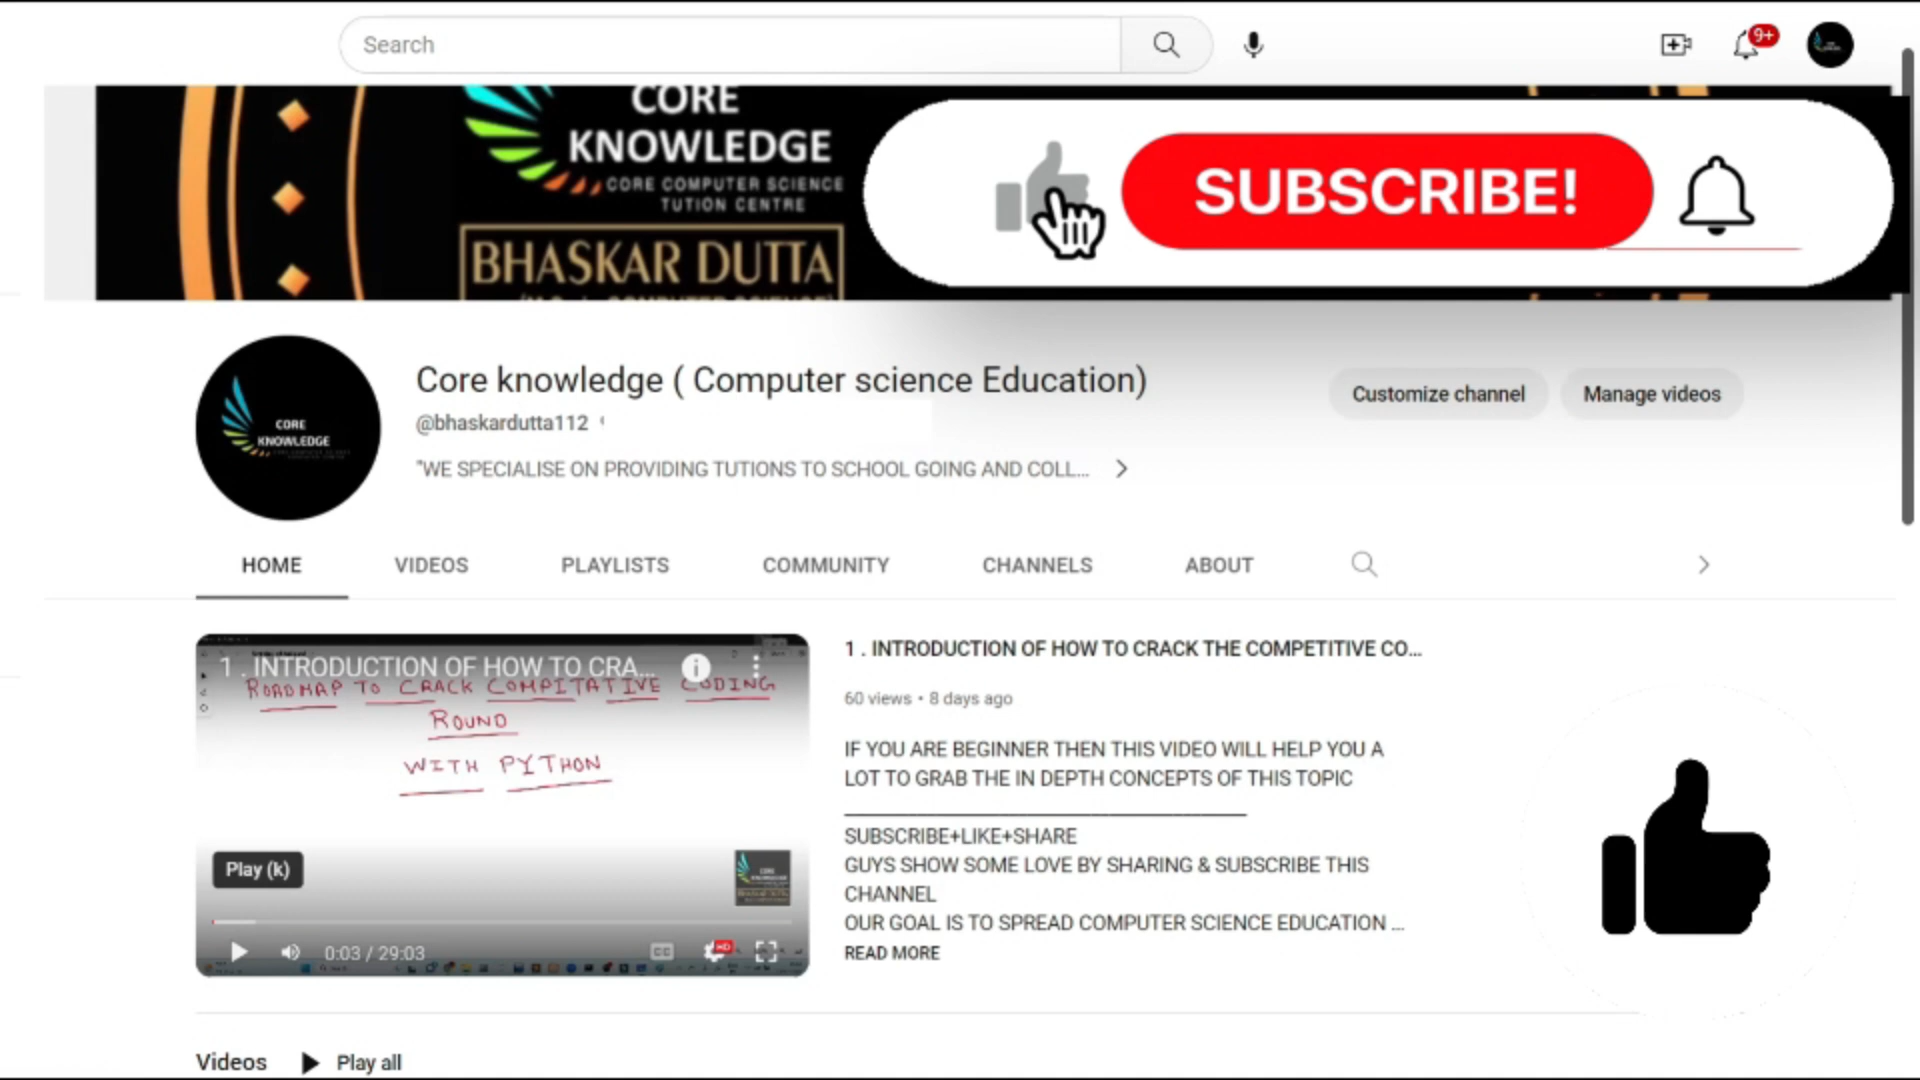 Search
9+
CORE
KNOWLEDGE
CORE COMPUTER SCIENCE
TUTION CENTRE
BHASKAR DUTTA
SUBSCRIBE!
CORE
KNOWLEDGE
Core knowledge ( Computer science Education)
@bhaskardutta112
"WE SPECIALISE ON PROVIDING TUTIONS TO SCHOOL GOING AND COLL...
Customize channel
Manage videos
HOME VIDEOS PLAYLISTS COMMUNITY CHANNELS ABOUT
1 . INTRODUCTION OF HOW TO CRA...
ROADMAP TO CRACK COMPITATIVE CODING
ROUND
WITH PYTHON
Play (k)
0:03 / 29:03
CC
HD
1 . INTRODUCTION OF HOW TO CRACK THE COMPETITIVE CO...
60 views • 8 days ago
IF YOU ARE BEGINNER THEN THIS VIDEO WILL HELP YOU A
LOT TO GRAB THE IN DEPTH CONCEPTS OF THIS TOPIC
SUBSCRIBE+LIKE+SHARE
GUYS SHOW SOME LOVE BY SHARING & SUBSCRIBE THIS
CHANNEL
OUR GOAL IS TO SPREAD COMPUTER SCIENCE EDUCATION ...
READ MORE
Videos
Play all